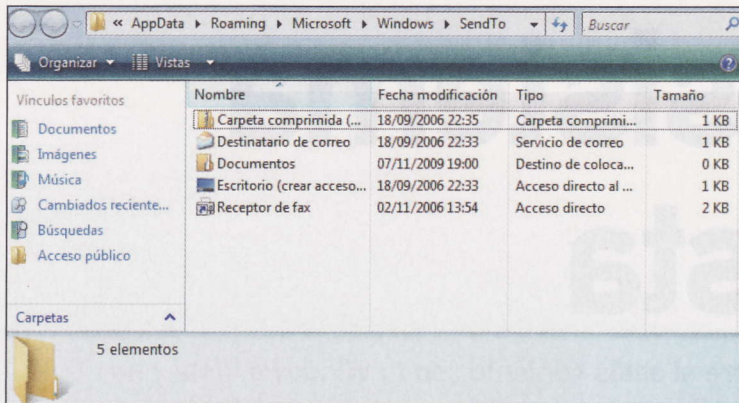 « AppData ▸ Roaming ▸ Microsoft ▸ Windows ▸ SendTo
Buscar
Organizar Vistas
Vínculos favoritos
Documentos
Imágenes
Música
Cambiados reciente...
Búsquedas
Acceso público
Carpetas
Nombre Fecha modificación Tipo Tamaño
Carpeta comprimida (... 18/09/2006 22:35 Carpeta comprimi... 1 KB
Destinatario de correo 18/09/2006 22:33 Servicio de correo 1 KB
Documentos 07/11/2009 19:00 Destino de coloca... 0 KB
Escritorio (crear acceso... 18/09/2006 22:33 Acceso directo al ... 1 KB
Receptor de fax 02/11/2006 13:54 Acceso directo 2 KB
5 elementos